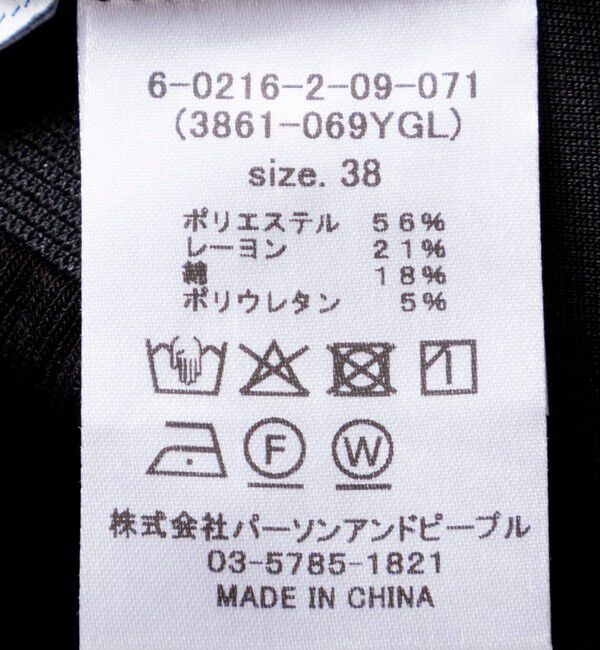 6-0216-2-09-071
(3861-069YGL)
size. 38
ポリエステル 56%
レーヨン 21%
綿 18%
ポリウレタン 5%
F W
株式会社パーソンアンドピープル
03-5785-1821
MADE IN CHINA